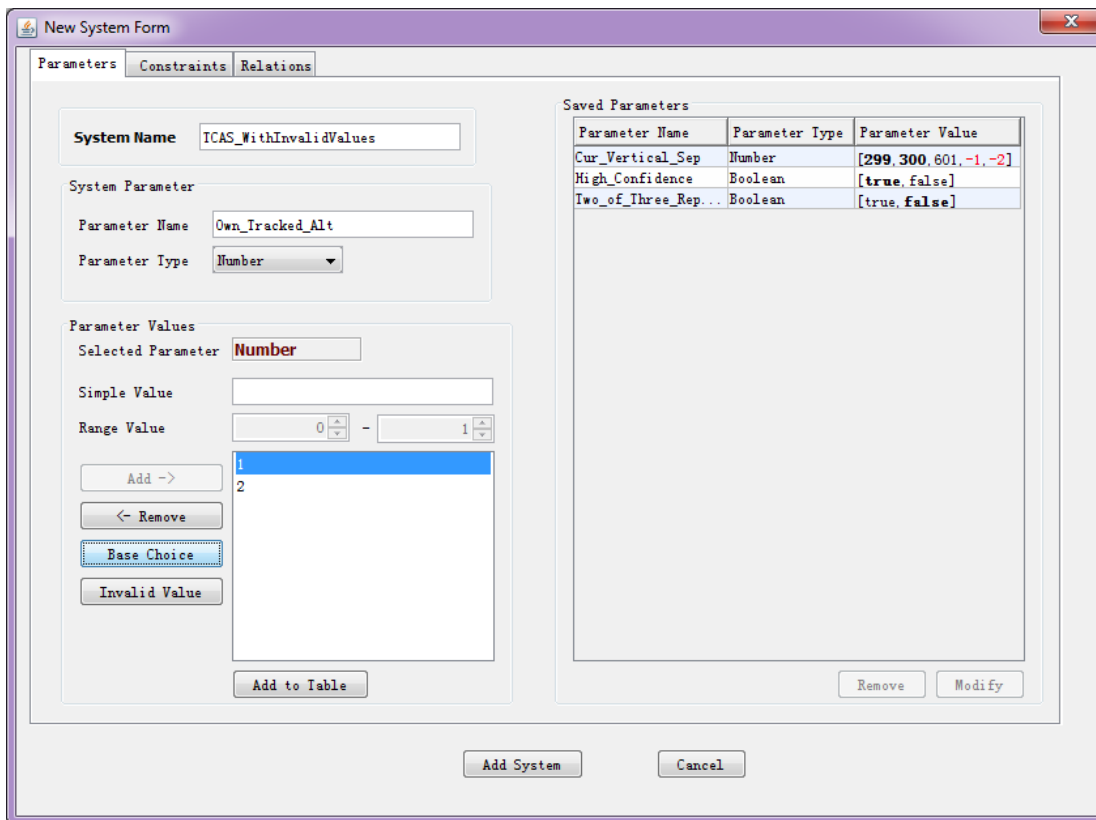 New System Form
Parameters Constraints Relations
System Name TCAS_WithInvalidValues
System Parameter
Parameter Name Own_Tracked_Alt
Parameter Type Number
Parameter Values
Selected Parameter Number
Simple Value
Range Value 0 - 1
Add ->
<- Remove
Base Choice
Invalid Value
1
2
Add to Table
Saved Parameters
Parameter Name Parameter Type Parameter Value
Cur_Vertical_Sep Number [299, 300, 601, -1, -2]
High_Confidence Boolean [true, false]
Two_of_Three_Rep... Boolean [true, false]
Remove Modify
Add System Cancel